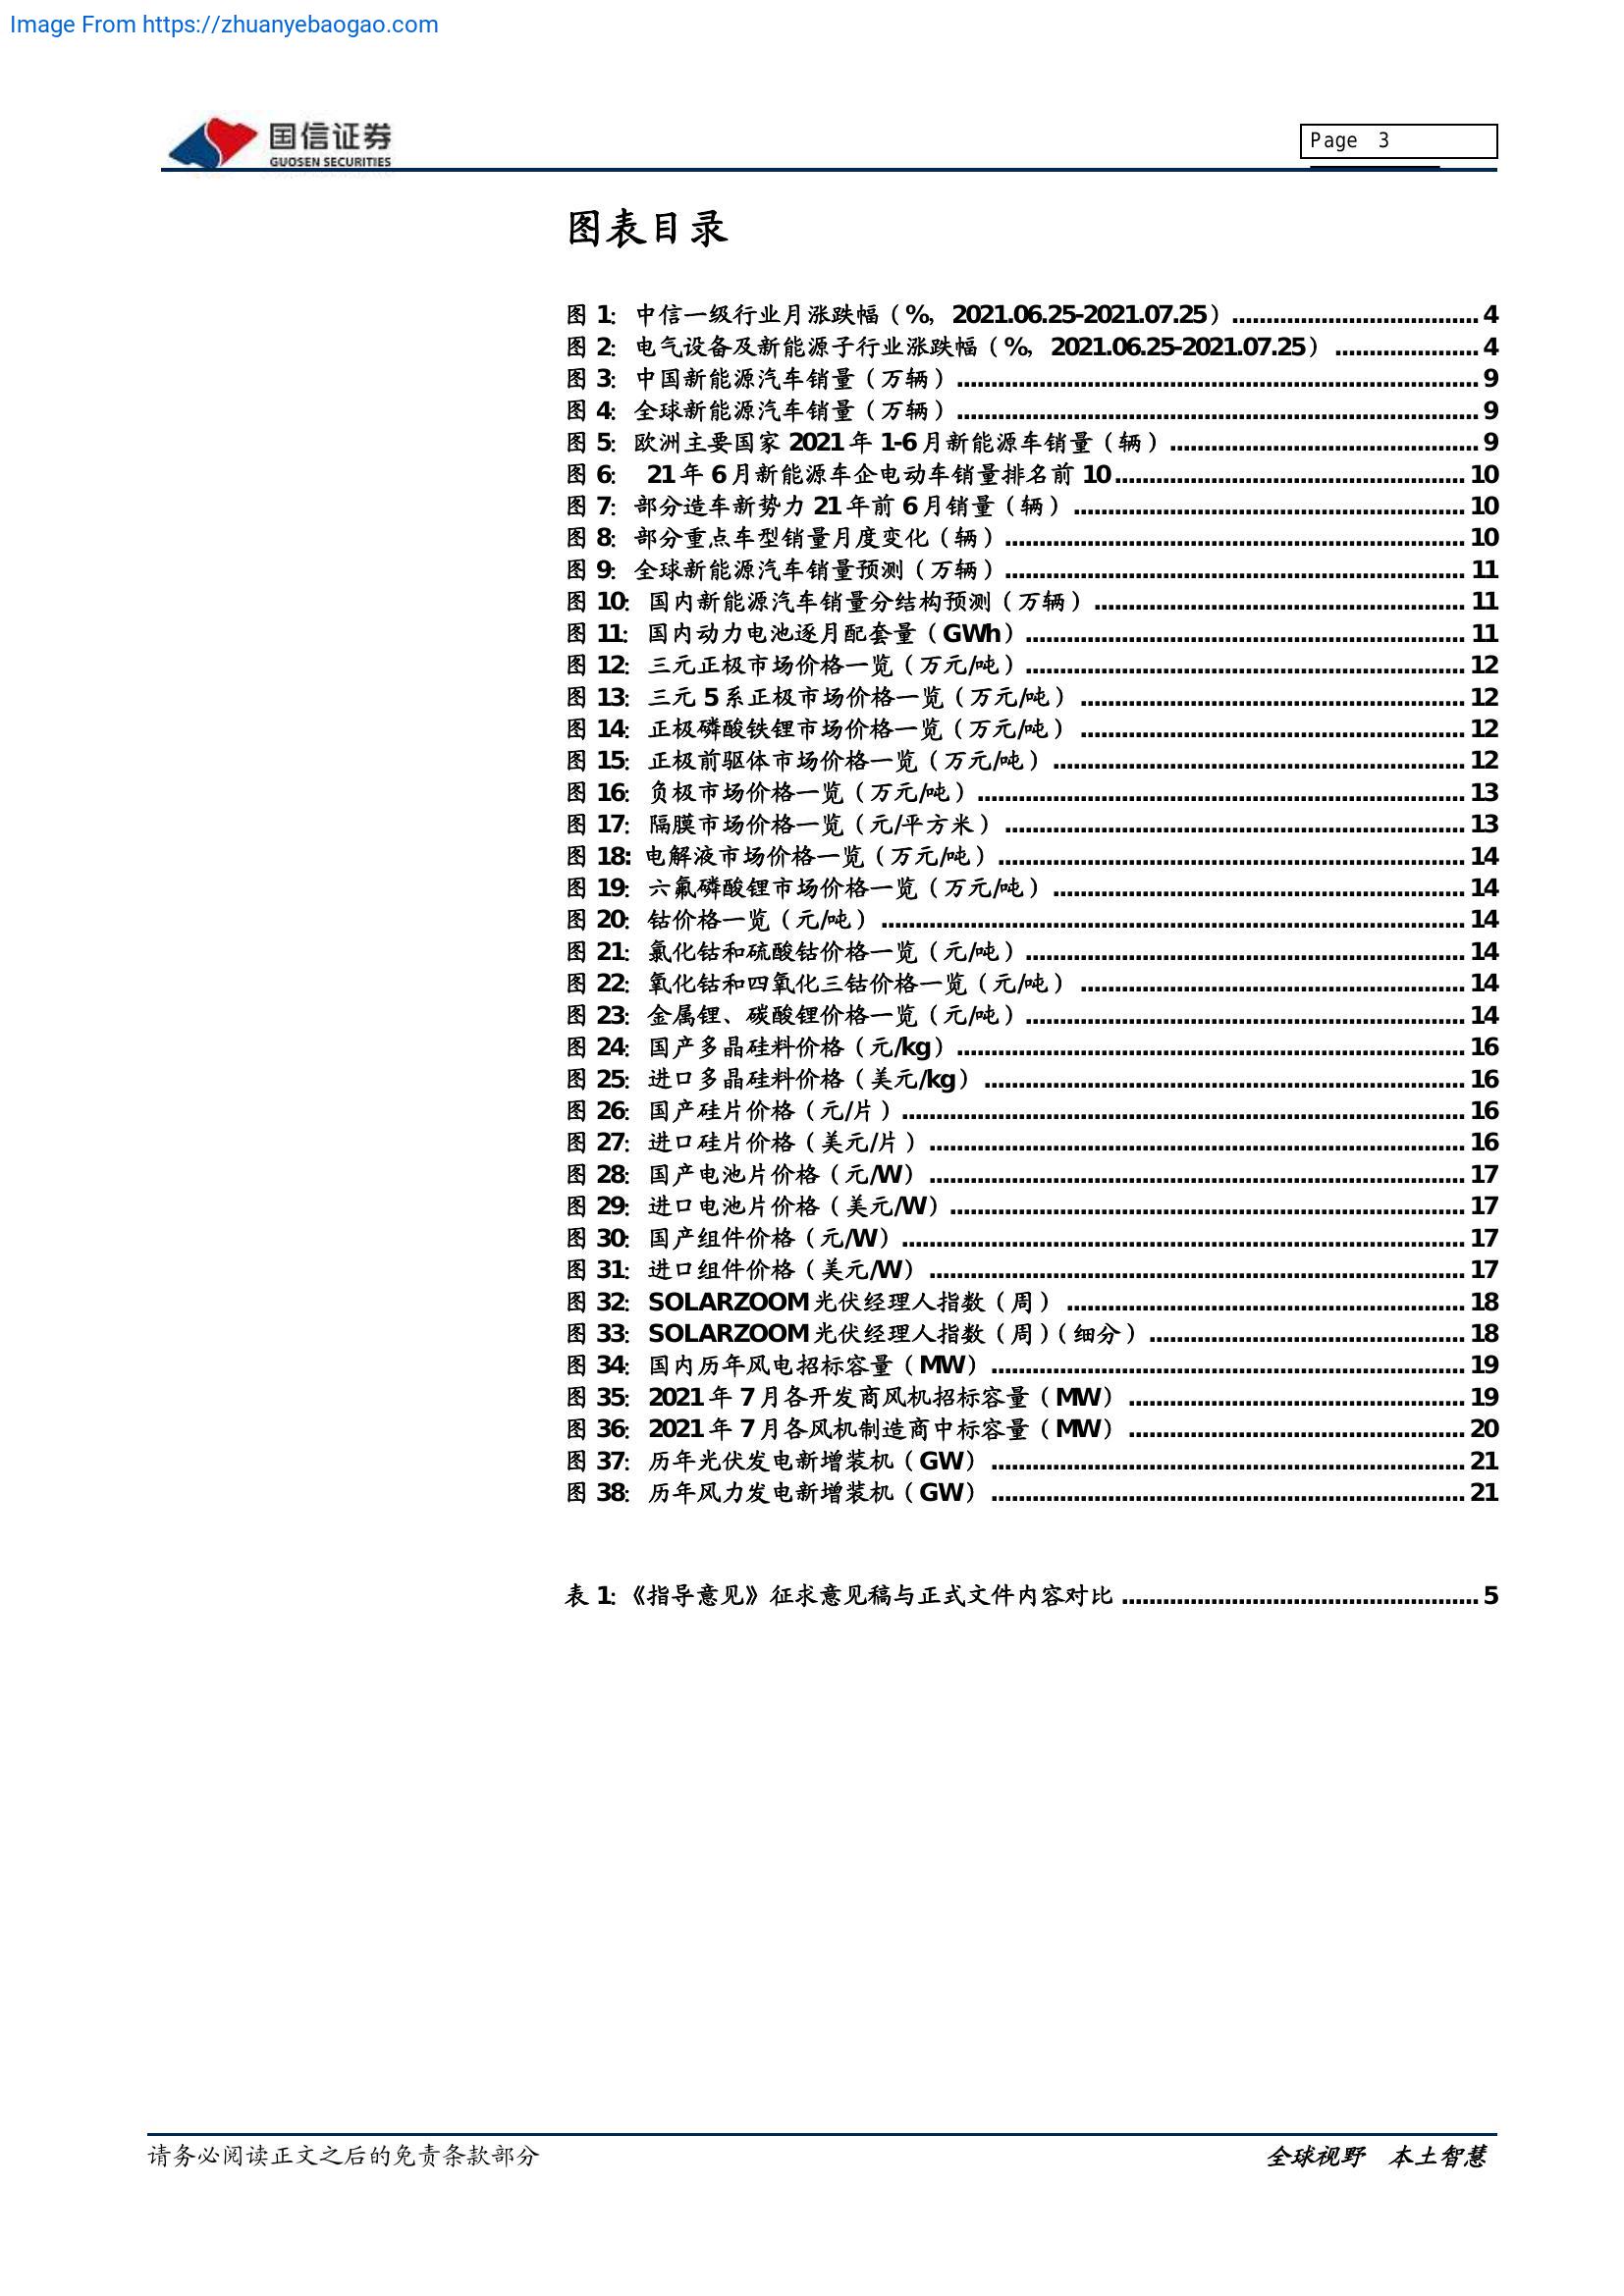 Image From https://zhuanyebaogao.com
国信证券
GUOSEN SECURITIES
Page 3
图表目录
图 1: 中信一级行业月涨跌幅（%，2021.06.25-2021.07.25）.................................... 4
图 2: 电气设备及新能源子行业涨跌幅（%，2021.06.25-2021.07.25） ..................... 4
图 3: 中国新能源汽车销量（万辆）............................................................................ 9
图 4: 全球新能源汽车销量（万辆）............................................................................ 9
图 5: 欧洲主要国家 2021 年 1-6 月新能源车销量（辆）............................................. 9
图 6: 21 年 6 月新能源车企电动车销量排名前 10................................................... 10
图 7: 部分造车新势力 21 年前 6 月销量（辆）......................................................... 10
图 8: 部分重点车型销量月度变化（辆）................................................................... 10
图 9: 全球新能源汽车销量预测（万辆）................................................................... 11
图 10: 国内新能源汽车销量分结构预测（万辆）...................................................... 11
图 11: 国内动力电池逐月配套量（GWh）................................................................ 11
图 12: 三元正极市场价格一览（万元/吨）................................................................ 12
图 13: 三元 5 系正极市场价格一览（万元/吨）........................................................ 12
图 14: 正极磷酸铁锂市场价格一览（万元/吨）........................................................ 12
图 15: 正极前驱体市场价格一览（万元/吨）............................................................ 12
图 16: 负极市场价格一览（万元/吨）....................................................................... 13
图 17: 隔膜市场价格一览（元/平方米）................................................................... 13
图 18: 电解液市场价格一览（万元/吨）.................................................................... 14
图 19: 六氟磷酸锂市场价格一览（万元/吨）............................................................ 14
图 20: 钴价格一览（元/吨）..................................................................................... 14
图 21: 氯化钴和硫酸钴价格一览（元/吨）................................................................ 14
图 22: 氧化钴和四氧化三钴价格一览（元/吨）........................................................ 14
图 23: 金属锂、碳酸锂价格一览（元/吨）................................................................ 14
图 24: 国产多晶硅料价格（元/kg）.......................................................................... 16
图 25: 进口多晶硅料价格（美元/kg）...................................................................... 16
图 26: 国产硅片价格（元/片）.................................................................................. 16
图 27: 进口硅片价格（美元/片）.............................................................................. 16
图 28: 国产电池片价格（元/W）.............................................................................. 17
图 29: 进口电池片价格（美元/W）........................................................................... 17
图 30: 国产组件价格（元/W）.................................................................................. 17
图 31: 进口组件价格（美元/W）.............................................................................. 17
图 32: SOLARZOOM 光伏经理人指数（周）.......................................................... 18
图 33: SOLARZOOM 光伏经理人指数（周）（细分）.............................................. 18
图 34: 国内历年风电招标容量（MW）..................................................................... 19
图 35: 2021 年 7 月各开发商风机招标容量（MW）................................................. 19
图 36: 2021 年 7 月各风机制造商中标容量（MW）................................................. 20
图 37: 历年光伏发电新增装机（GW）..................................................................... 21
图 38: 历年风力发电新增装机（GW）..................................................................... 21
表 1:《指导意见》征求意见稿与正式文件内容对比.................................................... 5
请务必阅读正文之后的免责条款部分
全球视野 本土智慧